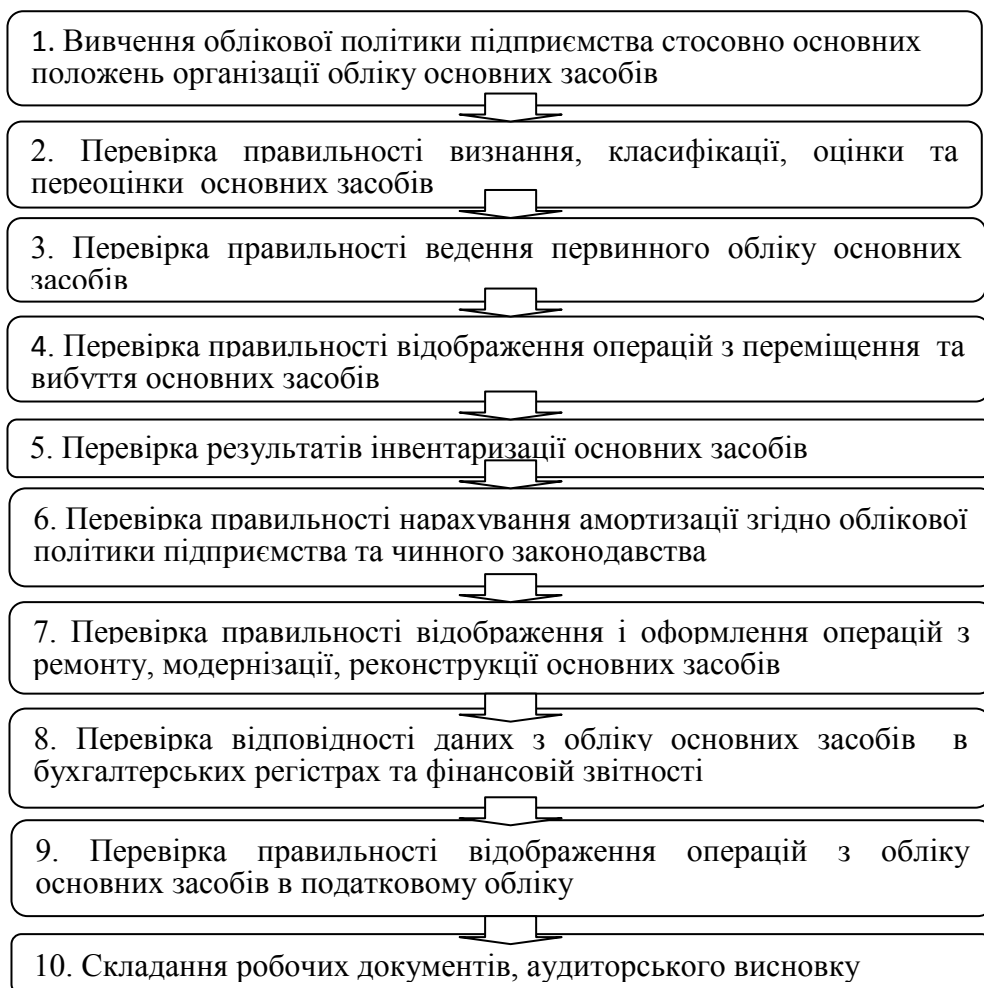 1. Вивчення облікової політики підприємства стосовно основних
положень організації обліку основних засобів
2. Перевірка правильності визнання, класифікації, оцінки та
переоцінки основних засобів
3. Перевірка правильності ведення первинного обліку основних
засобів
4. Перевірка правильності відображення операцій з переміщення та
вибуття основних засобів
5. Перевірка результатів інвентаризації основних засобів
6. Перевірка правильності нарахування амортизації згідно облікової
політики підприємства та чинного законодавства
7. Перевірка правильності відображення і оформлення операцій з
ремонту, модернізації, реконструкції основних засобів
8. Перевірка відповідності даних з обліку основних засобів в
бухгалтерських регістрах та фінансовій звітності
9. Перевірка правильності відображення операцій з обліку
основних засобів в податковому обліку
10. Складання робочих документів, аудиторського висновку